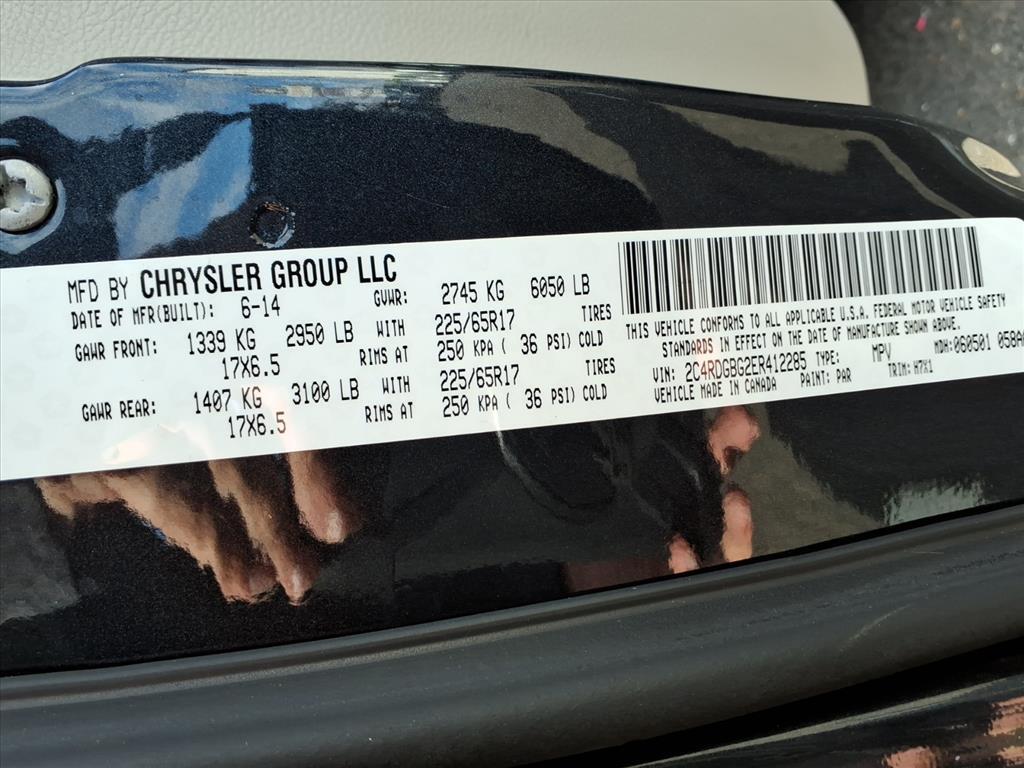 MFD BY CHRYSLER GROUP LLC
DATE OF MFR(BUILT): 6-14 GVWR: 2745 KG 6050 LB
GAWR FRONT: 1339 KG 2950 LB WITH 225/65R17 TIRES
17X6.5 RIMS AT 250 KPA ( 36 PSI) COLD
GAWR REAR: 1407 KG 3100 LB WITH 225/65R17 TIRES
17X6.5 RIMS AT 250 KPA ( 36 PSI) COLD
THIS VEHICLE CONFORMS TO ALL APPLICABLE U.S.A. FEDERAL MOTOR VEHICLE SAFETY
STANDARDS IN EFFECT ON THE DATE OF MANUFACTURE SHOWN ABOVE.
VIN: 2C4RDGBG2ER412285 TYPE: MPV MDH: 060501
VEHICLE MADE IN CANADA PAINT: PAR TRIM: H7X1